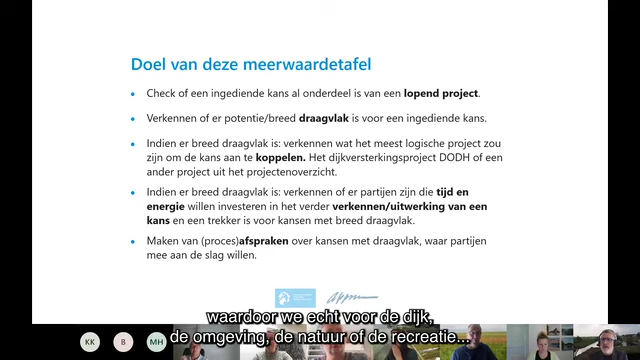 Doel van deze meerwaardetafel
• Check of een ingediende kans al onderdeel is van een lopend project.
• Verkennen of er potentie/breed draagvlak is voor een ingediende kans.
• Indien er breed draagvlak is: verkennen wat het meest logische project zou
zijn om de kans aan te koppelen. Het dijkversterkingsproject DODH of een
ander project uit het projectenoverzicht.
• Indien er breed draagvlak is: verkennen of er partijen zijn die tijd en
energie willen investeren in het verder verkennen/uitwerking van een
kans en een trekker is voor kansen met breed draagvlak.
• Maken van (proces)afspraken over kansen met draagvlak, waar partijen
mee aan de slag willen.
waardoor we echt voor de dijk,
de omgeving, de natuur of de recreatie...
KK B MH